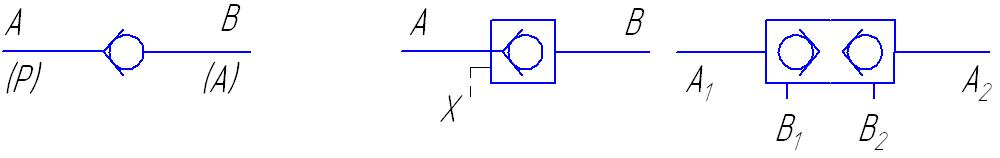 A B A B
(P) (A) X A₁ A₂
B₁ B₂